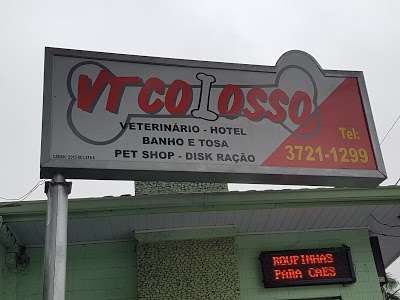 VT COLOSSO
VETERINÁRIO - HOTEL
BANHO E TOSA
PET SHOP - DISK RAÇÃO
Tel:
3721-1299
ROUPINHAS
PARA CAES